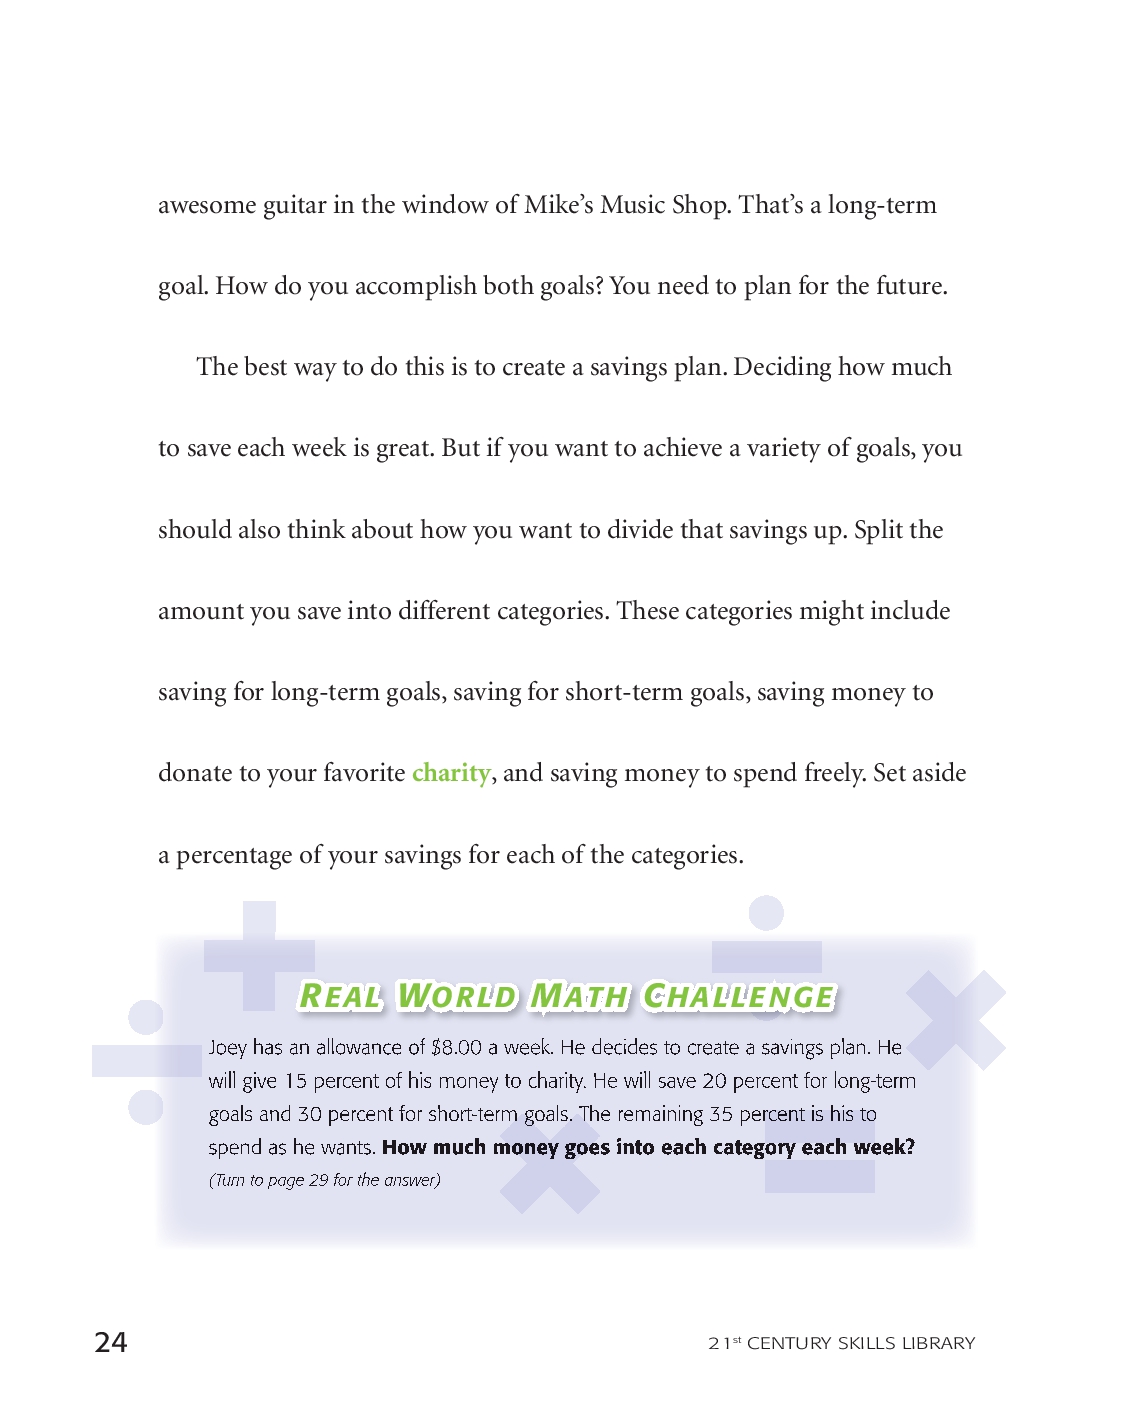 awesome guitar in the window of Mike’s Music Shop. That’s a long-term
goal. How do you accomplish both goals? You need to plan for the future.
The best way to do this is to create a savings plan. Deciding how much
to save each week is great. But if you want to achieve a variety of goals, you
should also think about how you want to divide that savings up. Split the
amount you save into different categories. These categories might include
saving for long-term goals, saving for short-term goals, saving money to
donate to your favorite charity, and saving money to spend freely. Set aside
a percentage of your savings for each of the categories.
REAL WORLD MATH CHALLENGE
Joey has an allowance of $8.00 a week. He decides to create a savings plan. He
will give 15 percent of his money to charity. He will save 20 percent for long-term
goals and 30 percent for short-term goals. The remaining 35 percent is his to
spend as he wants. How much money goes into each category each week?
(Turn to page 29 for the answer)
24
21st CENTURY SKILLS LIBRARY